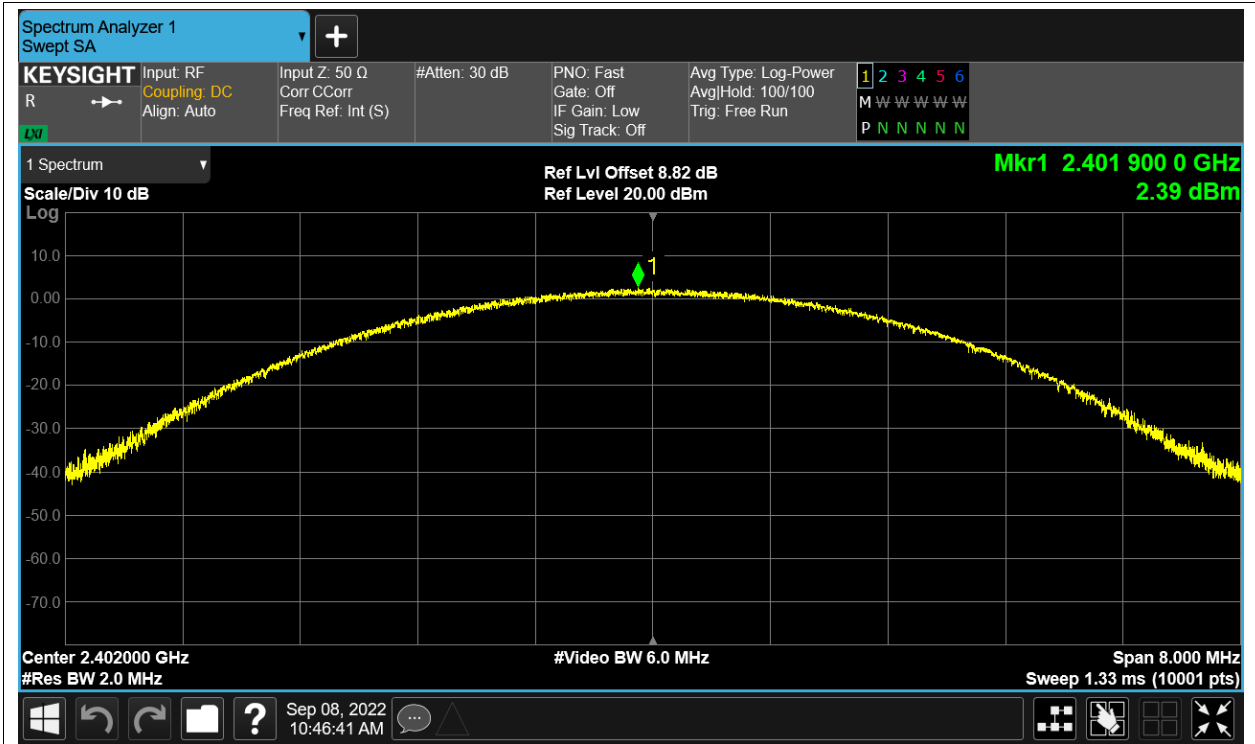 Spectrum Analyzer 1
Swept SA
KEYSIGHT
R
LXI
Input: RF
Coupling: DC
Align: Auto
Input Z: 50 Ω
Corr CCorr
Freq Ref: Int (S)
#Atten: 30 dB
PNO: Fast
Gate: Off
IF Gain: Low
Sig Track: Off
Avg Type: Log-Power
Avg|Hold: 100/100
Trig: Free Run
1 2 3 4 5 6
M W W W W W
P N N N N N
1 Spectrum
Scale/Div 10 dB
Log
Ref Lvl Offset 8.82 dB
Ref Level 20.00 dBm
Mkr1 2.401 900 0 GHz
2.39 dBm
10.0
0.00
-10.0
-20.0
-30.0
-40.0
-50.0
-60.0
-70.0
1
Center 2.402000 GHz
#Video BW 6.0 MHz
Span 8.000 MHz
#Res BW 2.0 MHz
Sweep 1.33 ms (10001 pts)
?
Sep 08, 2022
10:46:41 AM